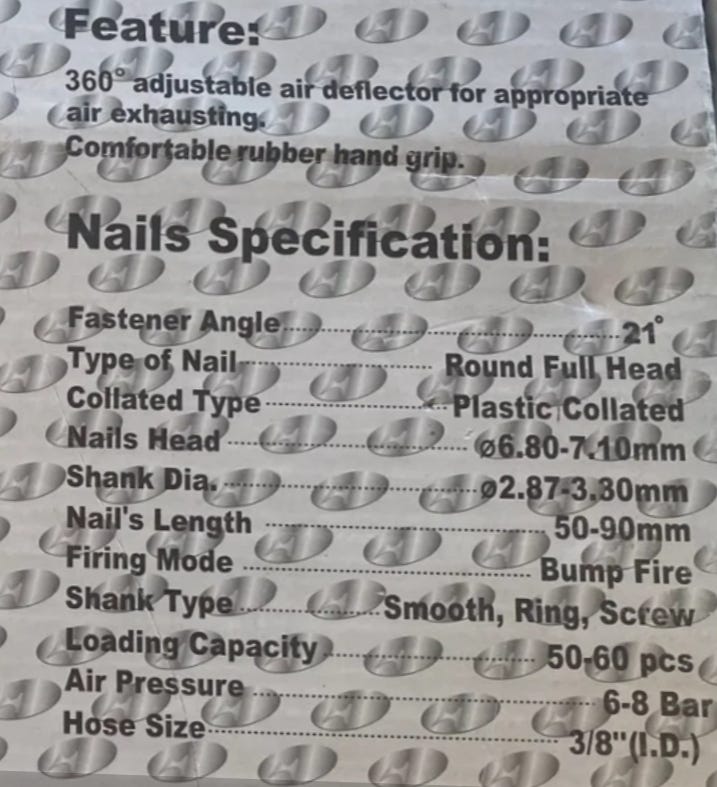 Feature:
360° adjustable air deflector for appropriate
air exhausting.
Comfortable rubber hand grip.
Nails Specification:
Fastener Angle 21°
Type of Nail Round Full Head
Collated Type Plastic Collated
Nails Head ø6.80-7.10mm
Shank Dia. ø2.87-3.30mm
Nail's Length 50-90mm
Firing Mode Bump Fire
Shank Type Smooth, Ring, Screw
Loading Capacity 50-60 pcs
Air Pressure 6-8 Bar
Hose Size 3/8"(I.D.)